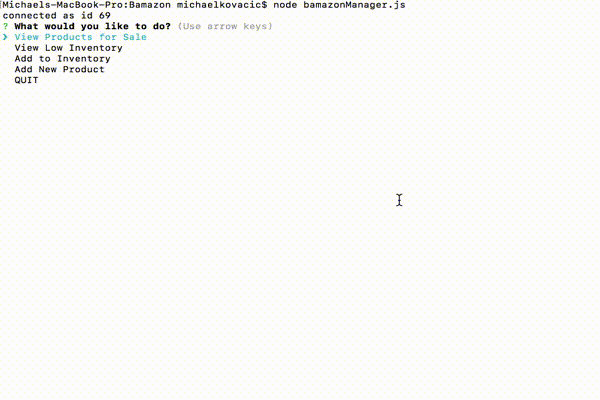 [Michaels-MacBook-Pro:Bamazon michaelkovacic$ node bamazonManager.js
connected as id 69
? What would you like to do? (Use arrow keys)
❯ View Products for Sale
View Low Inventory
Add to Inventory
Add New Product
QUIT